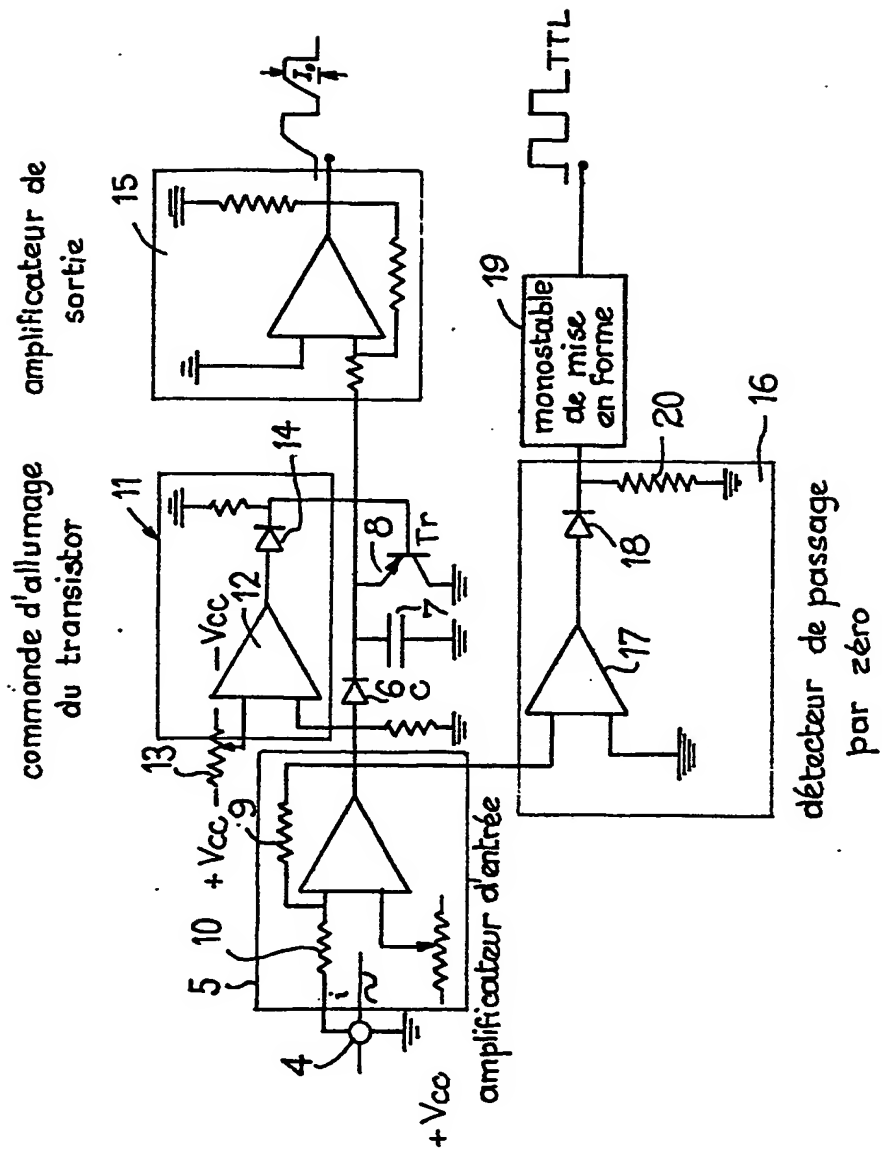 commande d'allumage
du transistor
amplificateur de
sortie
11
15
13
+Vcc
-Vcc
12
14
10
9
5
i
4
+Vcc
amplificateur d'entrée
6
C
7
8
Tr
I₀
17
18
20
16
19
monostable
de mise
en forme
TTL
détecteur de passage
par zéro